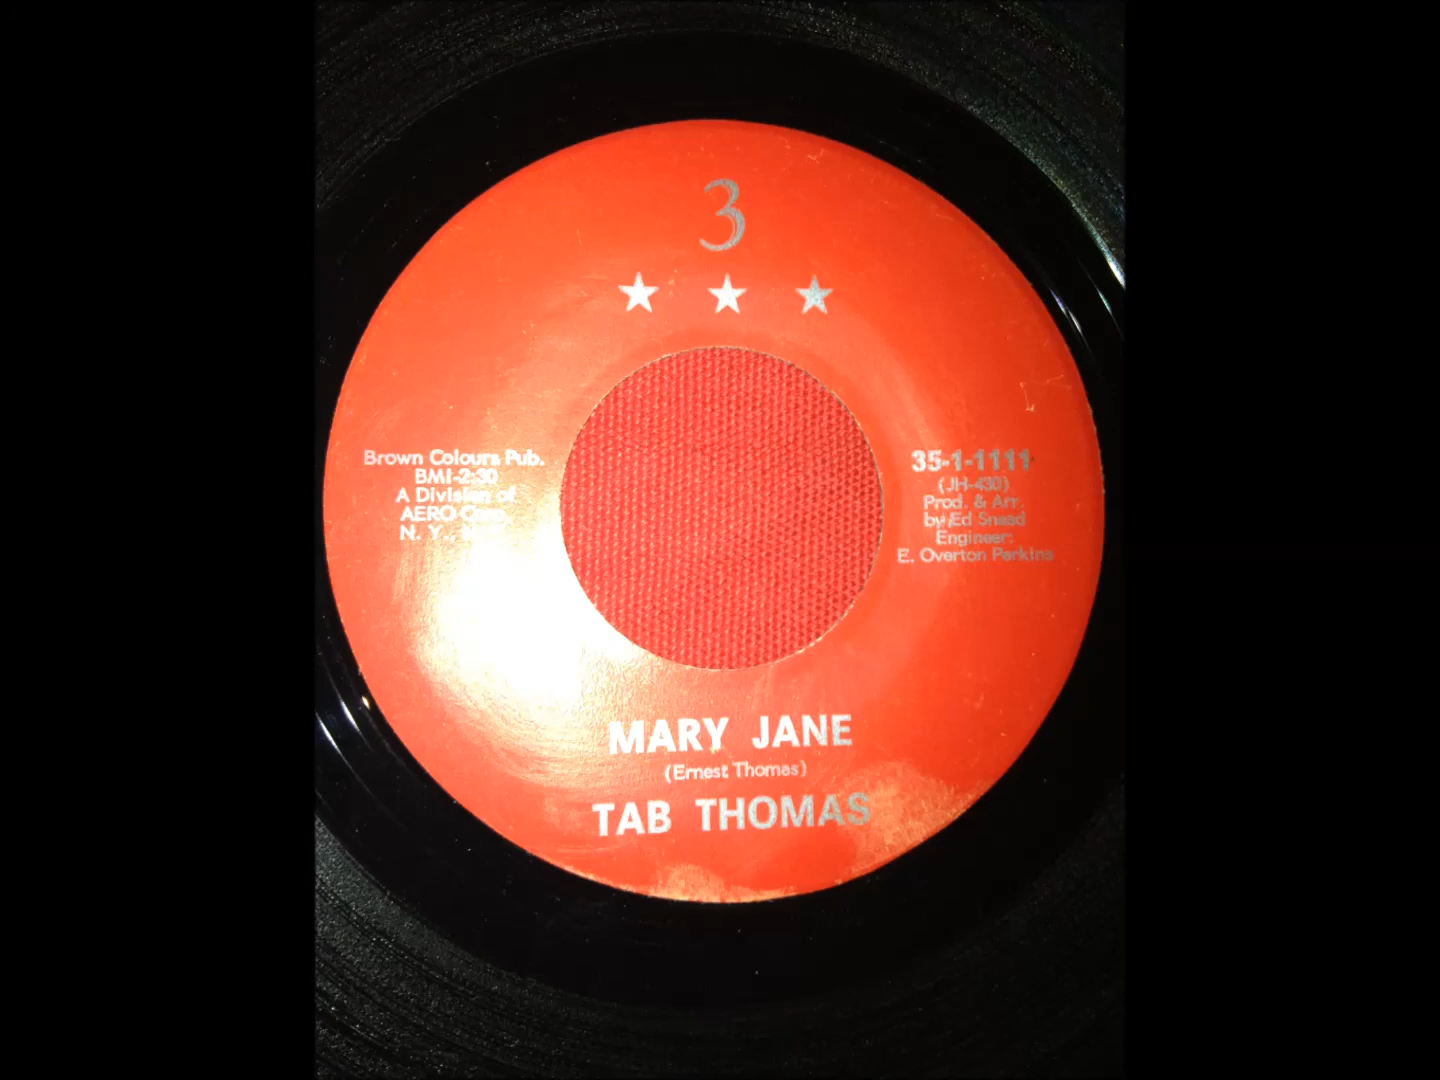 3
Brown Colours Pub.
BMI-2:30
A Division of
AERO
N. Y.,
35-1-1111
(JH-430)
Prod. & Arr.
by Ed Snead
Engineer:
E. Overton Perkins
MARY JANE
(Ernest Thomas)
TAB THOMAS